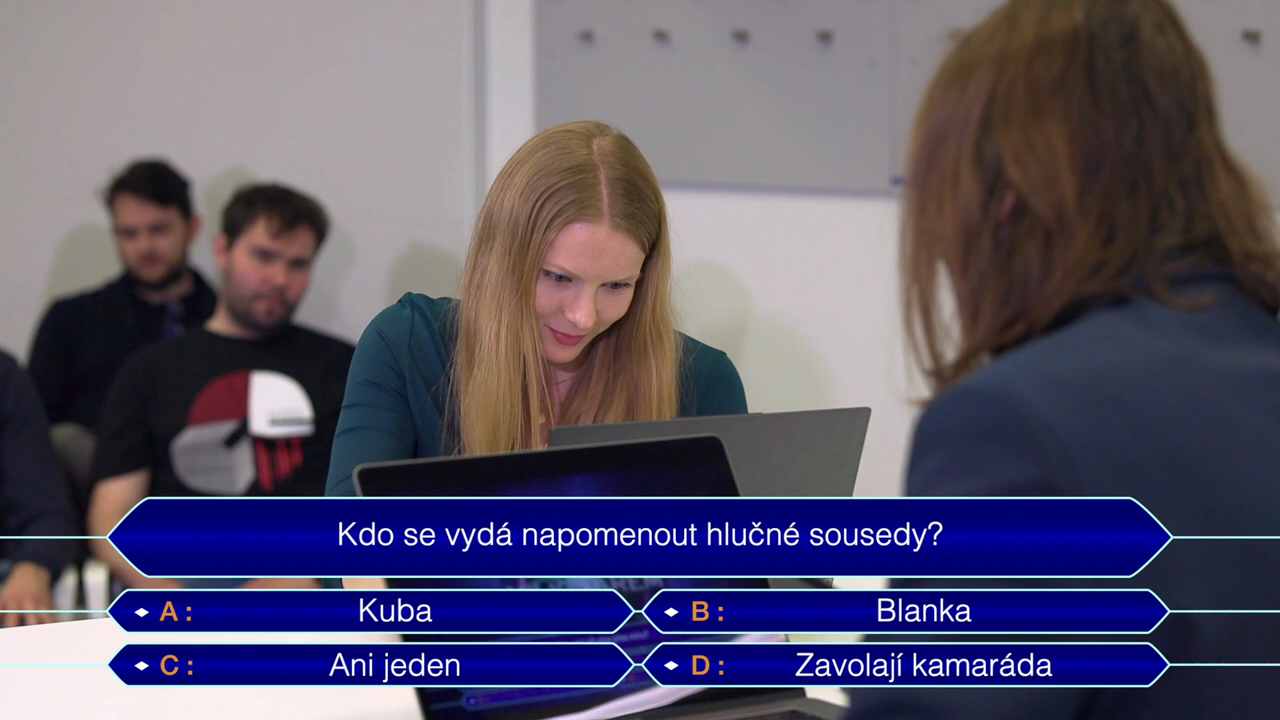 Kdo se vydá napomenout hlučné sousedy?
A: Kuba
B: Blanka
C: Ani jeden
D: Zavolají kamaráda